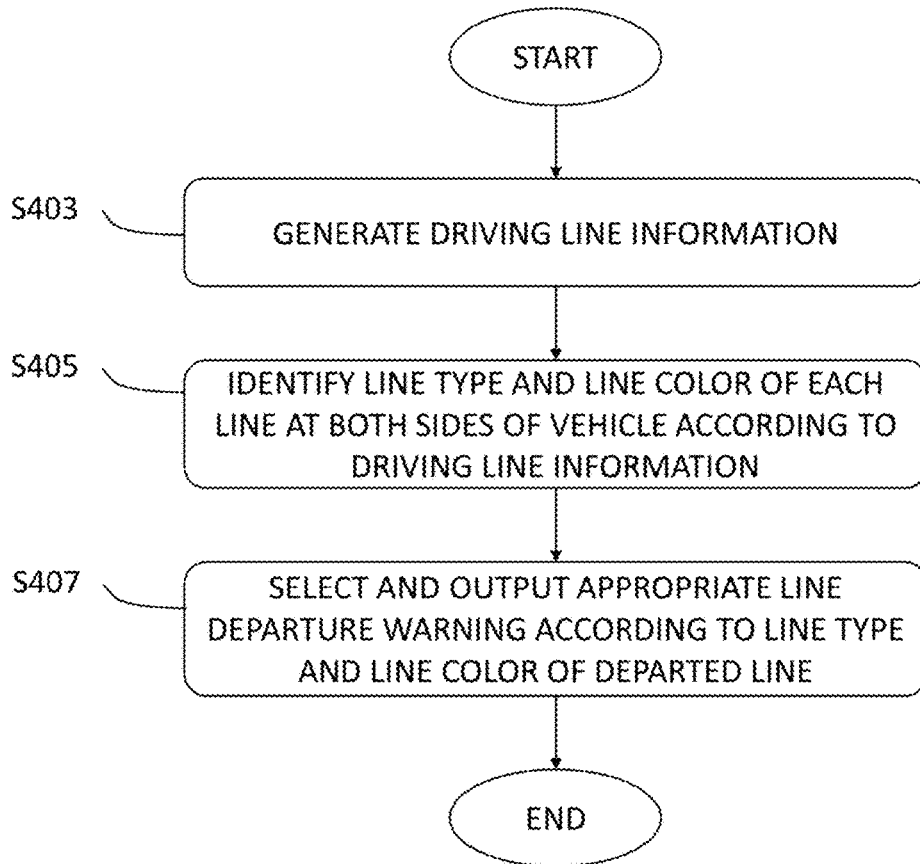 START
S403
GENERATE DRIVING LINE INFORMATION
S405
IDENTIFY LINE TYPE AND LINE COLOR OF EACH
LINE AT BOTH SIDES OF VEHICLE ACCORDING TO
DRIVING LINE INFORMATION
S407
SELECT AND OUTPUT APPROPRIATE LINE
DEPARTURE WARNING ACCORDING TO LINE TYPE
AND LINE COLOR OF DEPARTED LINE
END